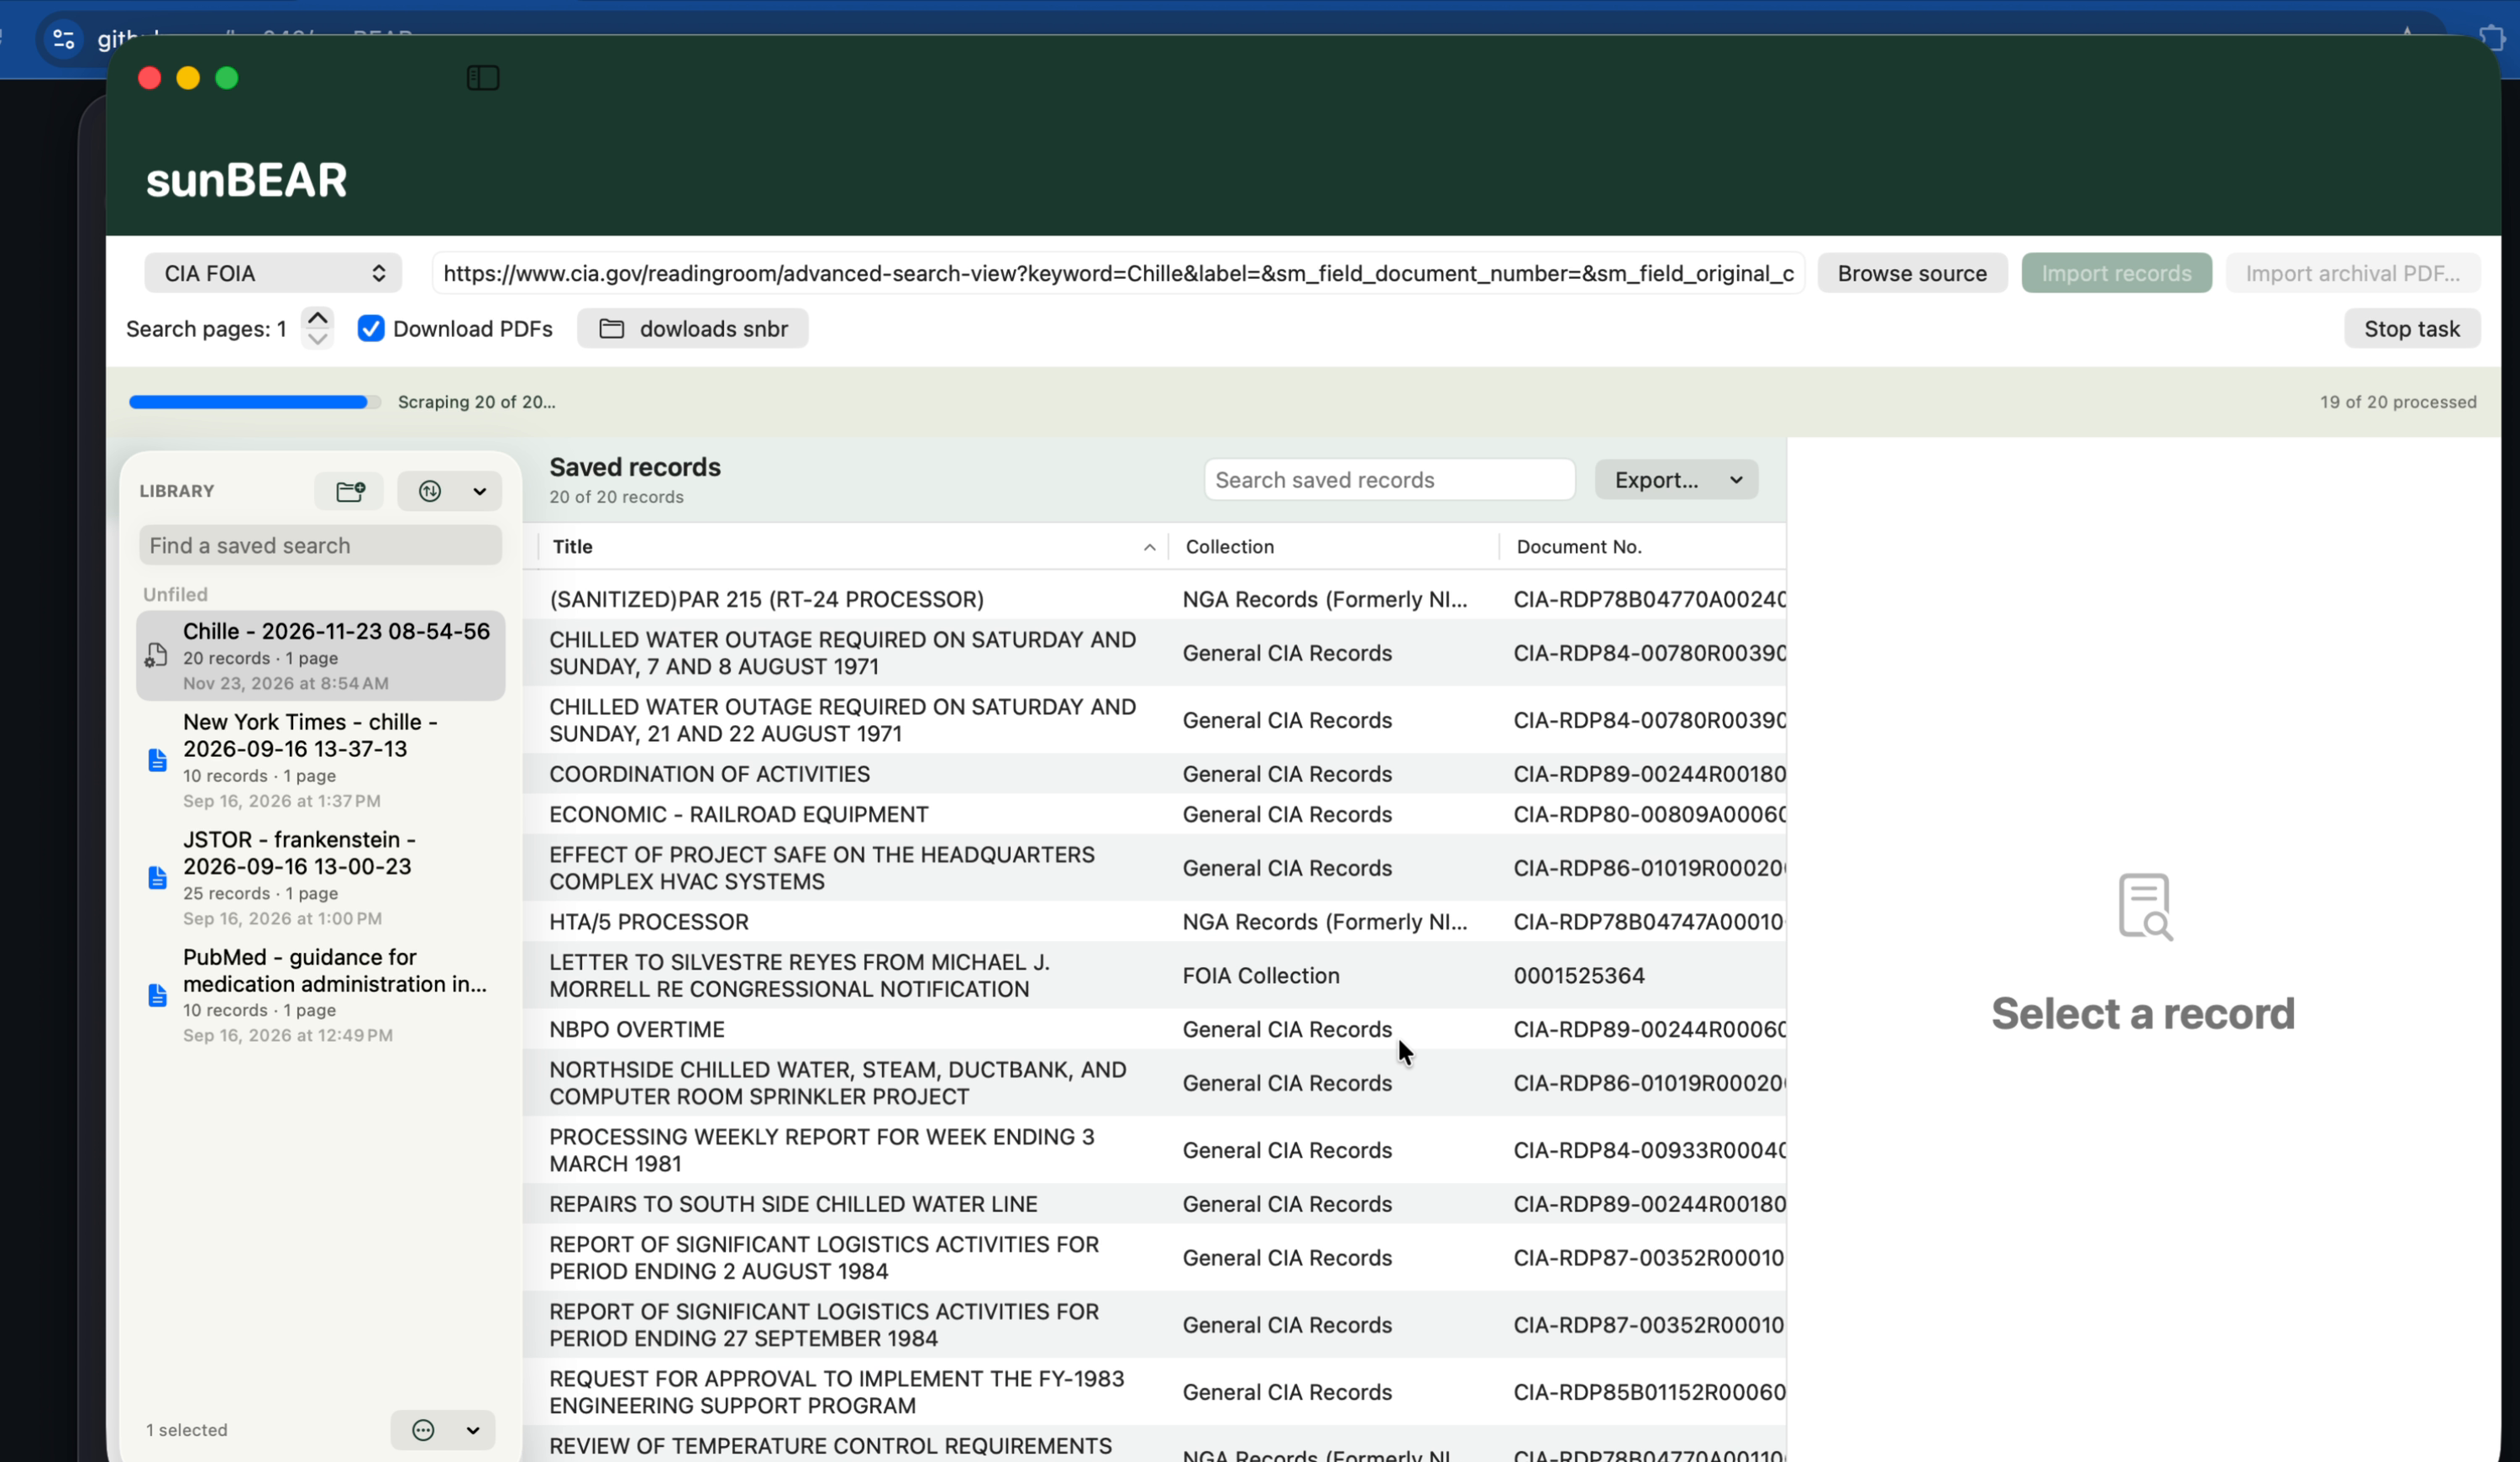 sunBEAR
CIA FOIA
https://www.cia.gov/readingroom/advanced-search-view?keyword=Chille&label=&sm_field_document_number=&sm_field_original_c
Browse source
Import records
Import archival PDF...
Search pages: 1
Download PDFs
dowloads snbr
Stop task
Scraping 20 of 20...
19 of 20 processed
LIBRARY
Find a saved search
Unfiled
Chille - 2026-11-23 08-54-56
20 records · 1 page
Nov 23, 2026 at 8:54 AM
New York Times - chille -
2026-09-16 13-37-13
10 records · 1 page
Sep 16, 2026 at 1:37 PM
JSTOR - frankenstein -
2026-09-16 13-00-23
25 records · 1 page
Sep 16, 2026 at 1:00 PM
PubMed - guidance for
medication administration in...
10 records · 1 page
Sep 16, 2026 at 12:49 PM
1 selected
Saved records
20 of 20 records
Search saved records
Export...
Title
Collection
Document No.
(SANITIZED)PAR 215 (RT-24 PROCESSOR)
NGA Records (Formerly NI...
CIA-RDP78B04770A00240
CHILLED WATER OUTAGE REQUIRED ON SATURDAY AND
SUNDAY, 7 AND 8 AUGUST 1971
General CIA Records
CIA-RDP84-00780R00390
CHILLED WATER OUTAGE REQUIRED ON SATURDAY AND
SUNDAY, 21 AND 22 AUGUST 1971
General CIA Records
CIA-RDP84-00780R00390
COORDINATION OF ACTIVITIES
General CIA Records
CIA-RDP89-00244R00180
ECONOMIC - RAILROAD EQUIPMENT
General CIA Records
CIA-RDP80-00809A00060
EFFECT OF PROJECT SAFE ON THE HEADQUARTERS
COMPLEX HVAC SYSTEMS
General CIA Records
CIA-RDP86-01019R00020
HTA/5 PROCESSOR
NGA Records (Formerly NI...
CIA-RDP78B04747A00010
LETTER TO SILVESTRE REYES FROM MICHAEL J.
MORRELL RE CONGRESSIONAL NOTIFICATION
FOIA Collection
0001525364
NBPO OVERTIME
General CIA Records
CIA-RDP89-00244R00060
NORTHSIDE CHILLED WATER, STEAM, DUCTBANK, AND
COMPUTER ROOM SPRINKLER PROJECT
General CIA Records
CIA-RDP86-01019R00020
PROCESSING WEEKLY REPORT FOR WEEK ENDING 3
MARCH 1981
General CIA Records
CIA-RDP84-00933R00040
REPAIRS TO SOUTH SIDE CHILLED WATER LINE
General CIA Records
CIA-RDP89-00244R00180
REPORT OF SIGNIFICANT LOGISTICS ACTIVITIES FOR
PERIOD ENDING 2 AUGUST 1984
General CIA Records
CIA-RDP87-00352R00010
REPORT OF SIGNIFICANT LOGISTICS ACTIVITIES FOR
PERIOD ENDING 27 SEPTEMBER 1984
General CIA Records
CIA-RDP87-00352R00010
REQUEST FOR APPROVAL TO IMPLEMENT THE FY-1983
ENGINEERING SUPPORT PROGRAM
General CIA Records
CIA-RDP85B01152R00060
REVIEW OF TEMPERATURE CONTROL REQUIREMENTS
NGA Records (Formerly NI
CIA-RDP78B04770A00110
Select a record